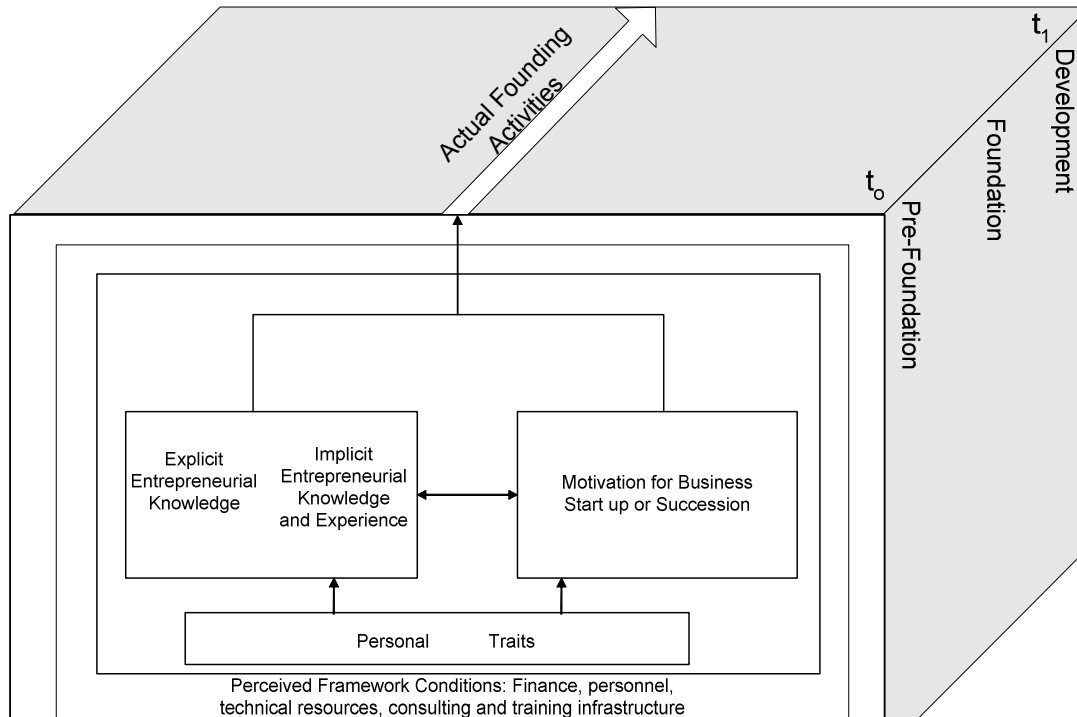 Actual Founding
Activities
t1
Development
Foundation
to
Pre-Foundation
Explicit
Entrepreneurial
Knowledge
Implicit
Entrepreneurial
Knowledge
and Experience
Motivation for Business
Start up or Succession
Personal Traits
Perceived Framework Conditions: Finance, personnel,
technical resources, consulting and training infrastructure